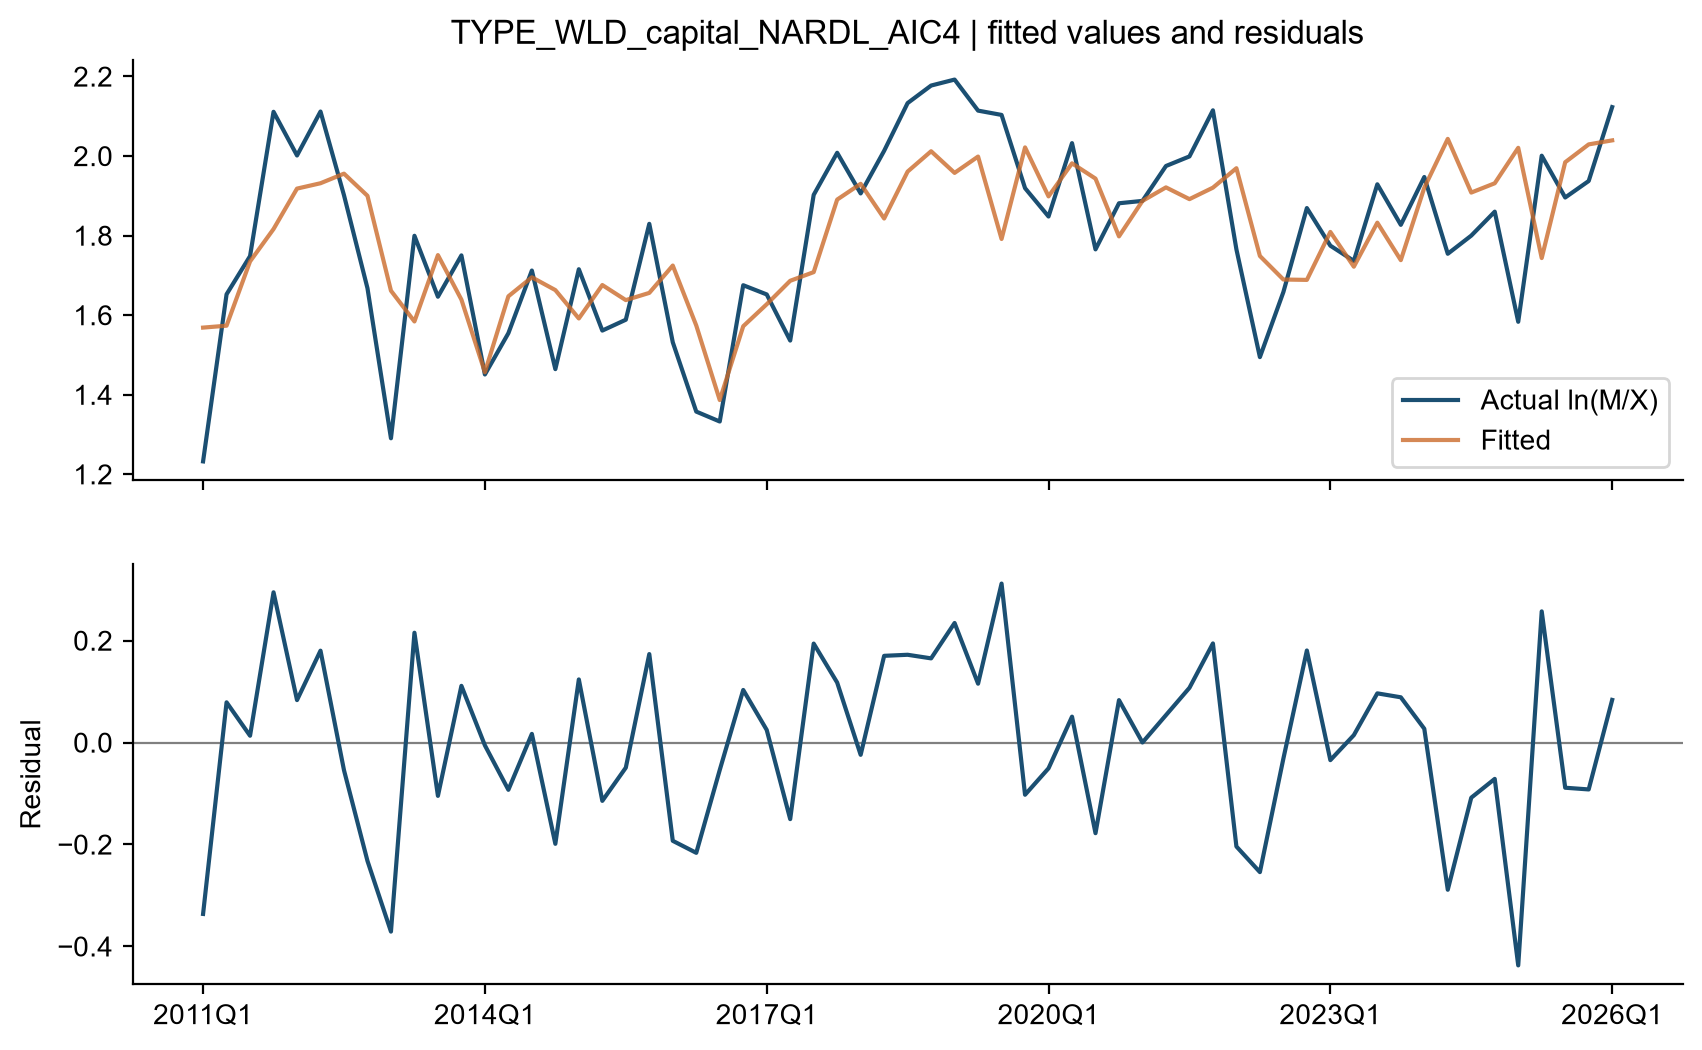 TYPE_WLD_capital_NARDL_AIC4 | fitted values and residuals
2.2
2.0
1.8
1.6
1.4
1.2
Actual ln(M/X)
Fitted
Residual
0.2
0.0
−0.2
−0.4
2011Q1
2014Q1
2017Q1
2020Q1
2023Q1
2026Q1